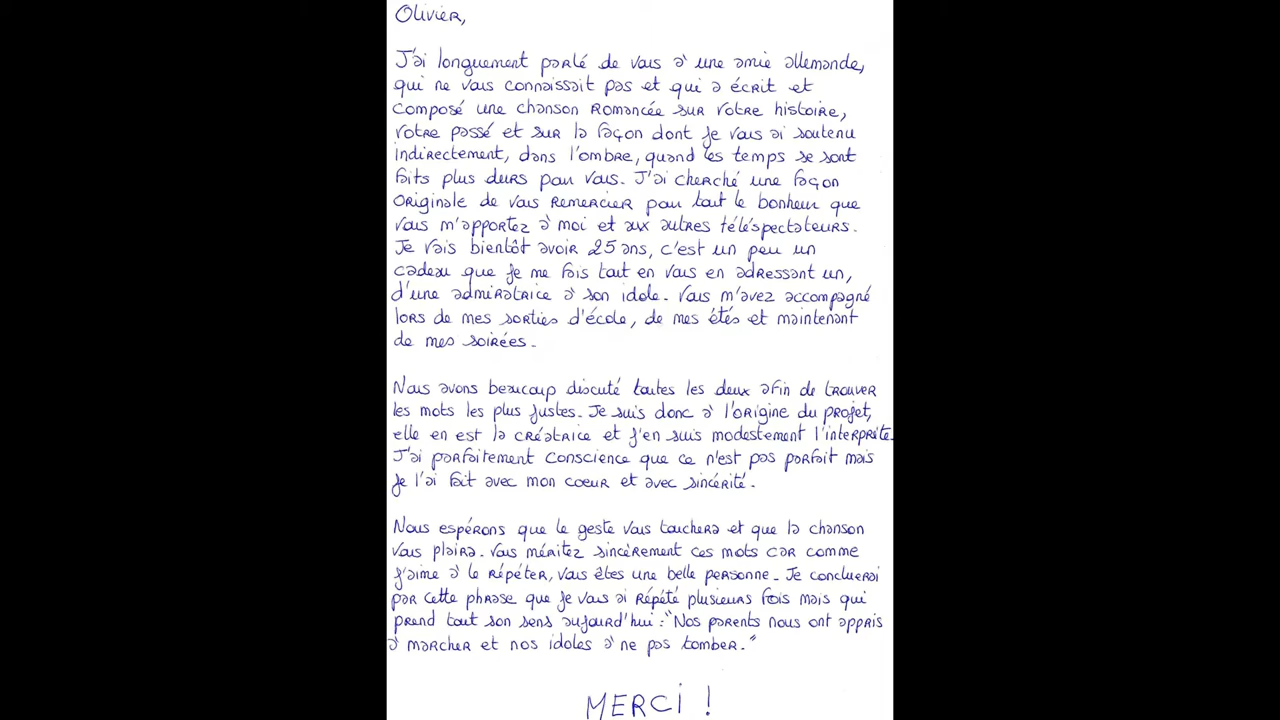 Olivier,
J'ai longuement parlé de vous à une amie allemande,
qui ne vous connaissait pas et qui a écrit et
composé une chanson romancée sur votre histoire,
votre passé et sur la façon dont je vous ai soutenu
indirectement, dans l'ombre, quand les temps se sont
faits plus durs pour vous. J'ai cherché une façon
originale de vous remercier pour tout le bonheur que
vous m'apportez à moi et aux autres téléspectateurs.
Je vais bientôt avoir 25 ans, c'est un peu un
cadeau que je me fais tout en vous en adressant un,
d'une admiratrice à son idole. Vous m'avez accompagné
lors de mes sorties d'école, de mes étés et maintenant
de mes soirées.
Nous avons beaucoup discuté toutes les deux afin de trouver
les mots les plus justes. Je suis donc à l'origine du projet,
elle en est la créatrice et j'en suis modestement l'interprète.
J'ai parfaitement conscience que ce n'est pas parfait mais
je l'ai fait avec mon coeur et avec sincérité.
Nous espérons que le geste vous touchera et que la chanson
vous plaira. Vous méritez sincèrement ces mots car comme
j'aime à le répéter, vous êtes une belle personne. Je conclurai
par cette phrase que je vous ai répété plusieurs fois mais qui
prend tout son sens aujourd'hui : "Nos parents nous ont appris
à marcher et nos idoles à ne pas tomber."
MERCI !